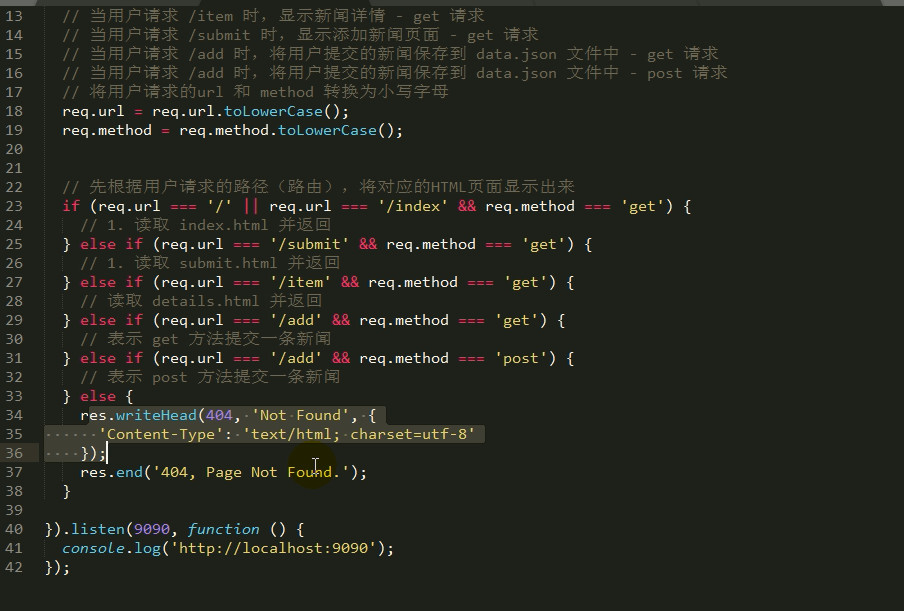 13 // 当用户请求 /item 时，显示新闻详情 - get 请求
14 // 当用户请求 /submit 时，显示添加新闻页面 - get 请求
15 // 当用户请求 /add 时，将用户提交的新闻保存到 data.json 文件中 - get 请求
16 // 当用户请求 /add 时，将用户提交的新闻保存到 data.json 文件中 - post 请求
17 // 将用户请求的url 和 method 转换为小写字母
18 req.url = req.url.toLowerCase();
19 req.method = req.method.toLowerCase();
20
21
22 // 先根据用户请求的路径（路由），将对应的HTML页面显示出来
23 if (req.url === '/' || req.url === '/index' && req.method === 'get') {
24 // 1. 读取 index.html 并返回
25 } else if (req.url === '/submit' && req.method === 'get') {
26 // 1. 读取 submit.html 并返回
27 } else if (req.url === '/item' && req.method === 'get') {
28 // 读取 details.html 并返回
29 } else if (req.url === '/add' && req.method === 'get') {
30 // 表示 get 方法提交一条新闻
31 } else if (req.url === '/add' && req.method === 'post') {
32 // 表示 post 方法提交一条新闻
33 } else {
34 res.writeHead(404, 'Not Found', {
35 'Content-Type': 'text/html; charset=utf-8'
36 });
37 res.end('404, Page Not Found.');
38 }
39
40 }).listen(9090, function () {
41 console.log('http://localhost:9090');
42 });